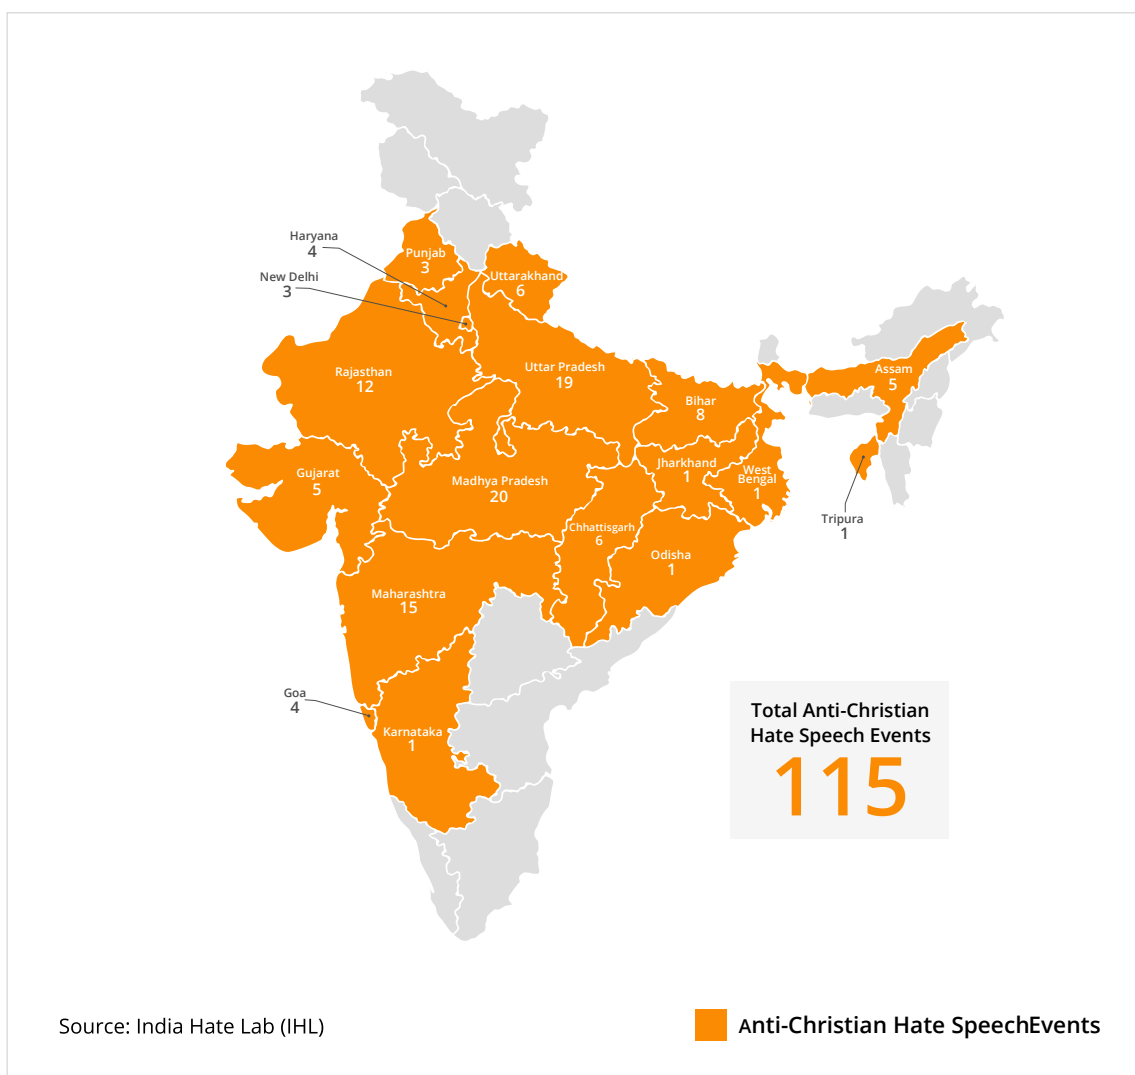 Haryana
4
Punjab
3
New Delhi
3
Uttarakhand
6
Rajasthan
12
Uttar Pradesh
19
Assam
5
Bihar
8
Gujarat
5
Madhya Pradesh
20
Jharkhand
1
West
Bengal
1
Tripura
1
Chhattisgarh
6
Odisha
1
Maharashtra
15
Goa
4
Karnataka
1
Total Anti-Christian
Hate Speech Events
115
Source: India Hate Lab (IHL)
Anti-Christian Hate SpeechEvents